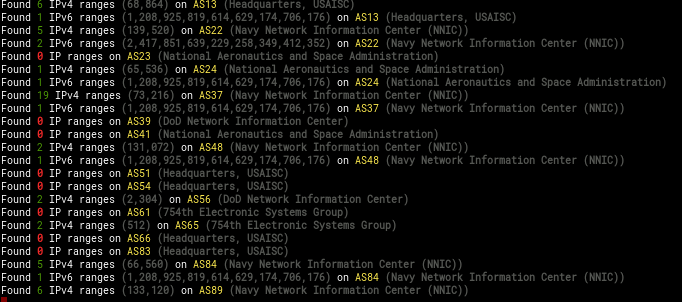 Found 6 IPv4 ranges (68,864) on AS13 (Headquarters, USAISC)
Found 1 IPv6 ranges (1,208,925,819,614,629,174,706,176) on AS13 (Headquarters, USAISC)
Found 5 IPv4 ranges (139,520) on AS22 (Navy Network Information Center (NNIC))
Found 2 IPv6 ranges (2,417,851,639,229,258,349,412,352) on AS22 (Navy Network Information Center (NNIC))
Found 0 IP ranges on AS23 (National Aeronautics and Space Administration)
Found 1 IPv4 ranges (65,536) on AS24 (National Aeronautics and Space Administration)
Found 1 IPv6 ranges (1,208,925,819,614,629,174,706,176) on AS24 (National Aeronautics and Space Administration)
Found 19 IPv4 ranges (73,216) on AS37 (Navy Network Information Center (NNIC))
Found 1 IPv6 ranges (1,208,925,819,614,629,174,706,176) on AS37 (Navy Network Information Center (NNIC))
Found 0 IP ranges on AS39 (DoD Network Information Center)
Found 0 IP ranges on AS41 (National Aeronautics and Space Administration)
Found 2 IPv4 ranges (131,072) on AS48 (Navy Network Information Center (NNIC))
Found 1 IPv6 ranges (1,208,925,819,614,629,174,706,176) on AS48 (Navy Network Information Center (NNIC))
Found 0 IP ranges on AS51 (Headquarters, USAISC)
Found 0 IP ranges on AS54 (Headquarters, USAISC)
Found 2 IPv4 ranges (2,304) on AS56 (DoD Network Information Center)
Found 0 IP ranges on AS61 (754th Electronic Systems Group)
Found 2 IPv4 ranges (512) on AS65 (754th Electronic Systems Group)
Found 0 IP ranges on AS66 (Headquarters, USAISC)
Found 0 IP ranges on AS83 (Headquarters, USAISC)
Found 5 IPv4 ranges (66,560) on AS84 (Navy Network Information Center (NNIC))
Found 1 IPv6 ranges (1,208,925,819,614,629,174,706,176) on AS84 (Navy Network Information Center (NNIC))
Found 6 IPv4 ranges (133,120) on AS89 (Navy Network Information Center (NNIC))